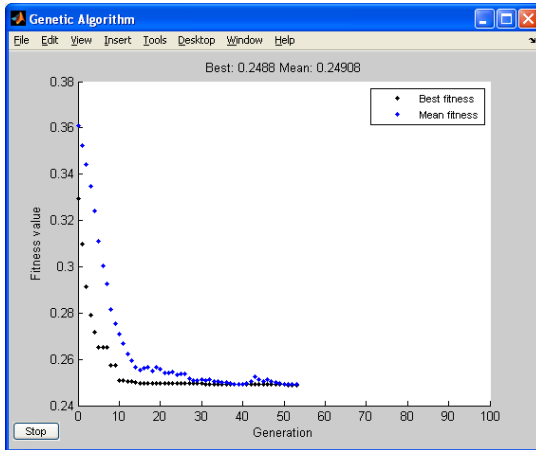 Genetic Algorithm
File Edit View Insert Tools Desktop Window Help
Best: 0.2488 Mean: 0.24908
0.38
0.36
0.34
0.32
0.3
0.28
0.26
0.24
Fitness value
Best fitness
Mean fitness
0 10 20 30 40 50 60 70 80 90 100
Generation
Stop